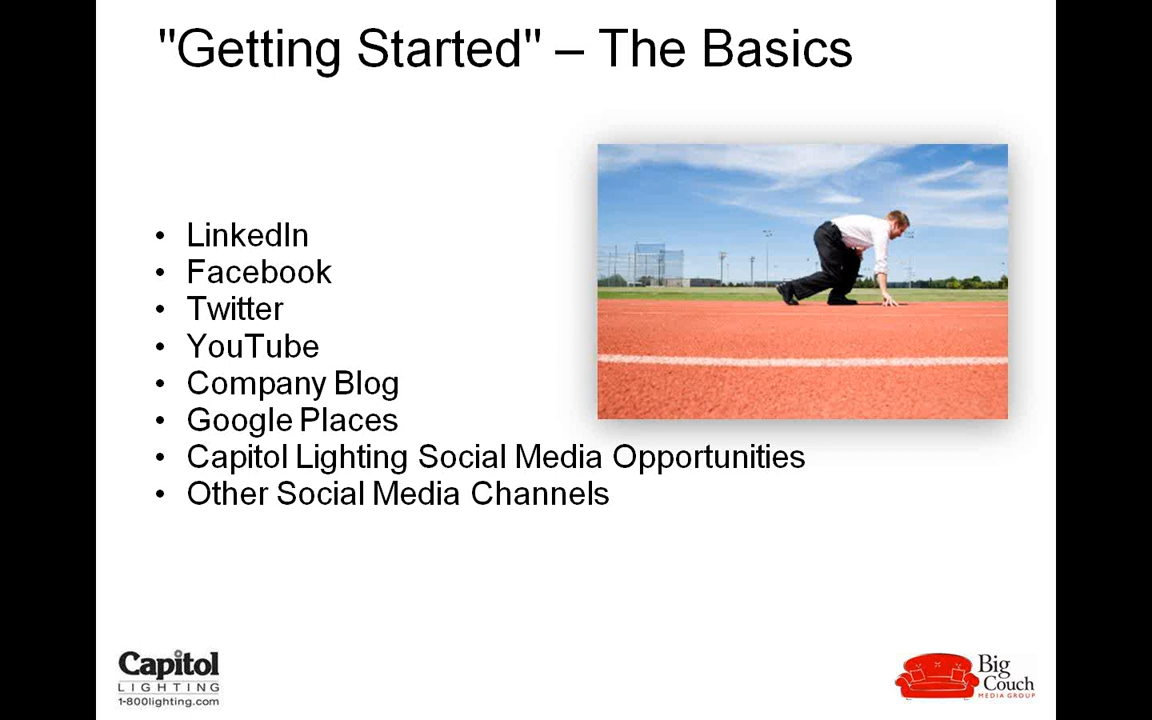 "Getting Started" – The Basics
• LinkedIn
• Facebook
• Twitter
• YouTube
• Company Blog
• Google Places
• Capitol Lighting Social Media Opportunities
• Other Social Media Channels
Capitol
LIGHTING
1-800lighting.com
Big
Couch
MEDIA GROUP